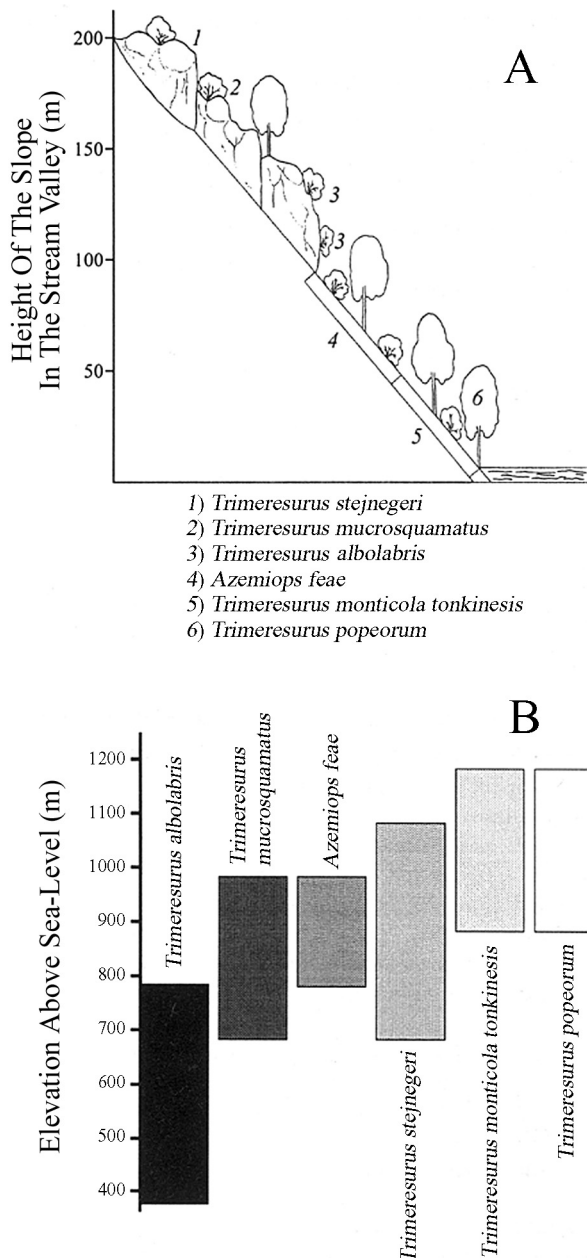 A
Height Of The Slope
In The Stream Valley (m)
200
150
100
50
1
2
3
3
4
5
6
1) Trimeresurus stejnegeri
2) Trimeresurus mucrosquamatus
3) Trimeresurus albolabris
4) Azemiops feae
5) Trimeresurus monticola tonkinesis
6) Trimeresurus popeorum
B
Elevation Above Sea-Level (m)
1200
1100
1000
900
800
700
600
500
400
Trimeresurus albolabris
Trimeresurus
mucrosquamatus
Azemiops feae
Trimeresurus stejnegeri
Trimeresurus monticola tonkinesis
Trimeresurus popeorum